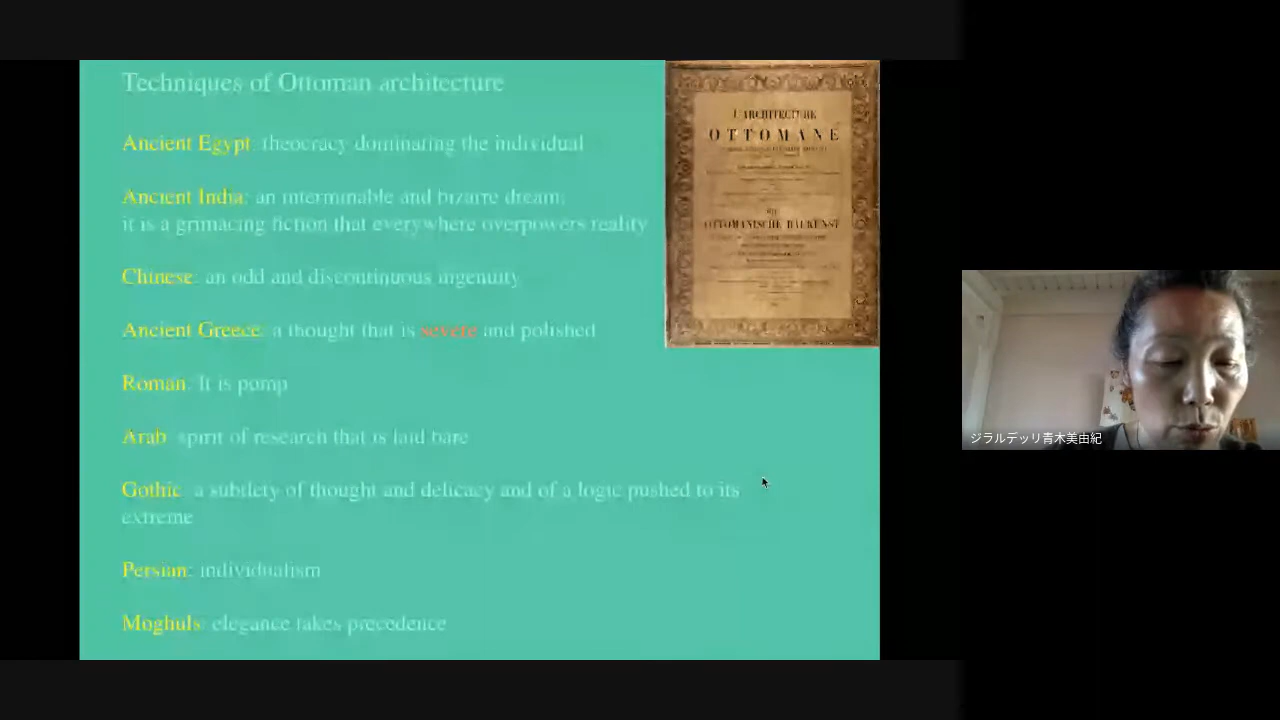 Techniques of Ottoman architecture
Ancient Egypt: theocracy dominating the individual
Ancient India: an interminable and bizarre dream;
it is a grimacing fiction that everywhere overpowers reality
Chinese: an odd and discontinuous ingenuity
Ancient Greece: a thought that is severe and polished
Roman: It is pomp
Arab: spirit of research that is laid bare
Gothic: a subtlety of thought and delicacy and of a logic pushed to its
extreme
Persian: individualism
Moghuls: elegance takes precedence
L'ARCHITECTURE
OTTOMANE
OTTOMANISCHE BAUKUNST
ジラルデッリ青木美由紀